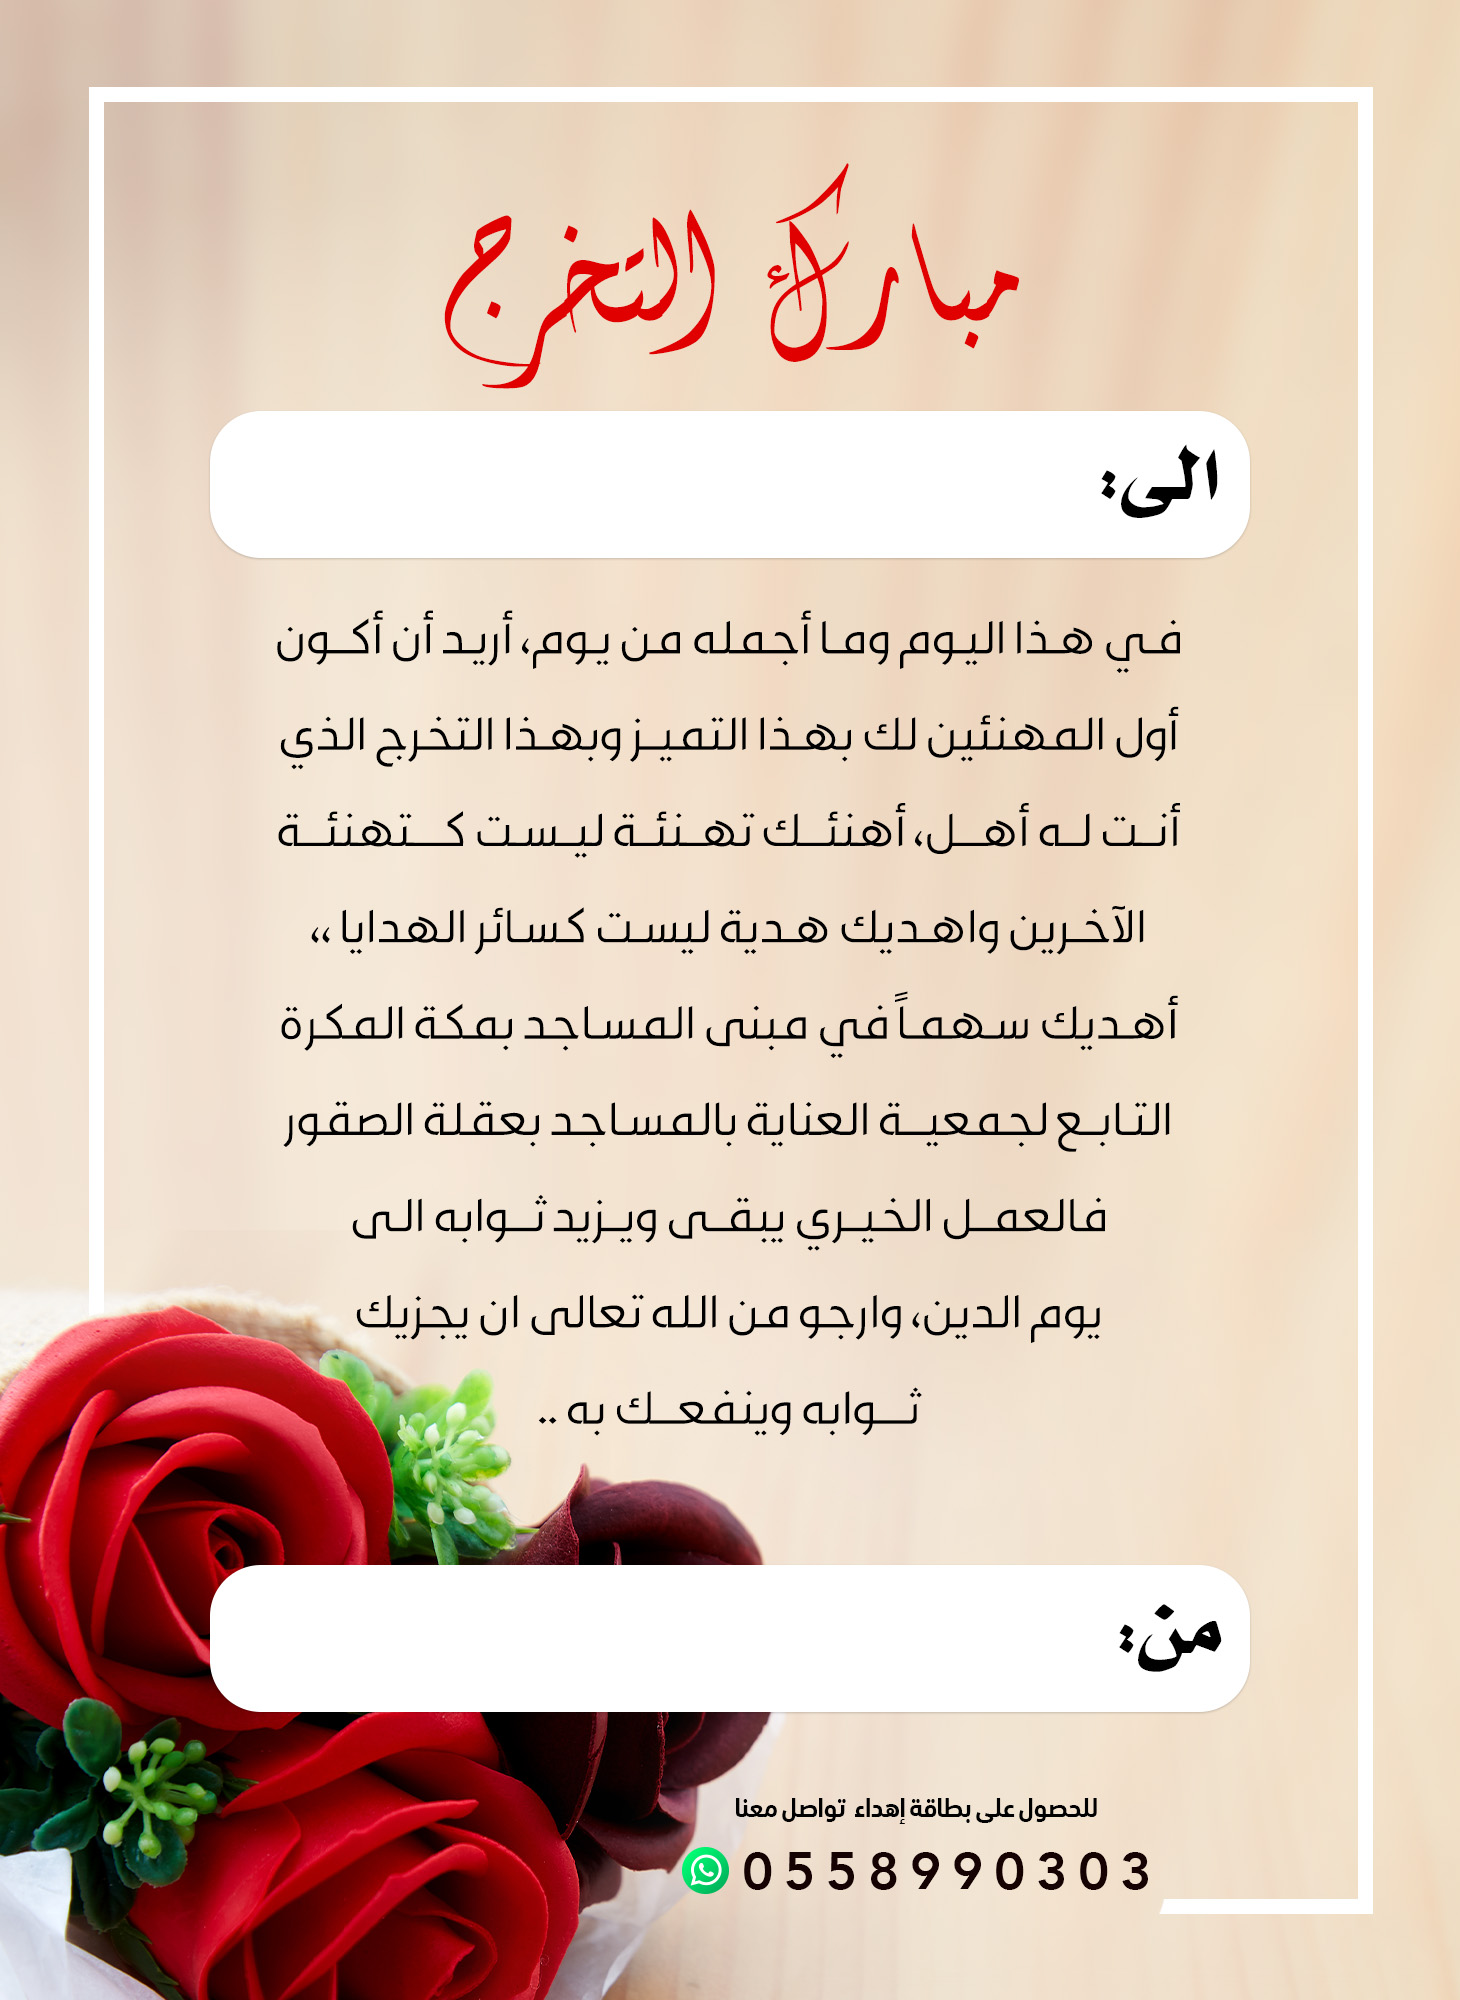 مبارك التخرج
الى:
في هذا اليوم وما أجمله من يوم، أريد أن أكون
أول المهنئين لك بهذا التميز وبهذا التخرج الذي
أنت له أهل، أهنئك تهنئة ليست كتهنئة
الآخرين واهديك هدية ليست كسائر الهدايا ،،
أهديك سهماً في مبنى المساجد بمكة المكرة
التابع لجمعية العناية بالمساجد بعقلة الصقور
فالعمل الخيري يبقى ويزيد ثوابه الى
يوم الدين، وارجو من الله تعالى ان يجزيك
ثوابه وينفعك به ..
من:
للحصول على بطاقة إهداء تواصل معنا
0558990303